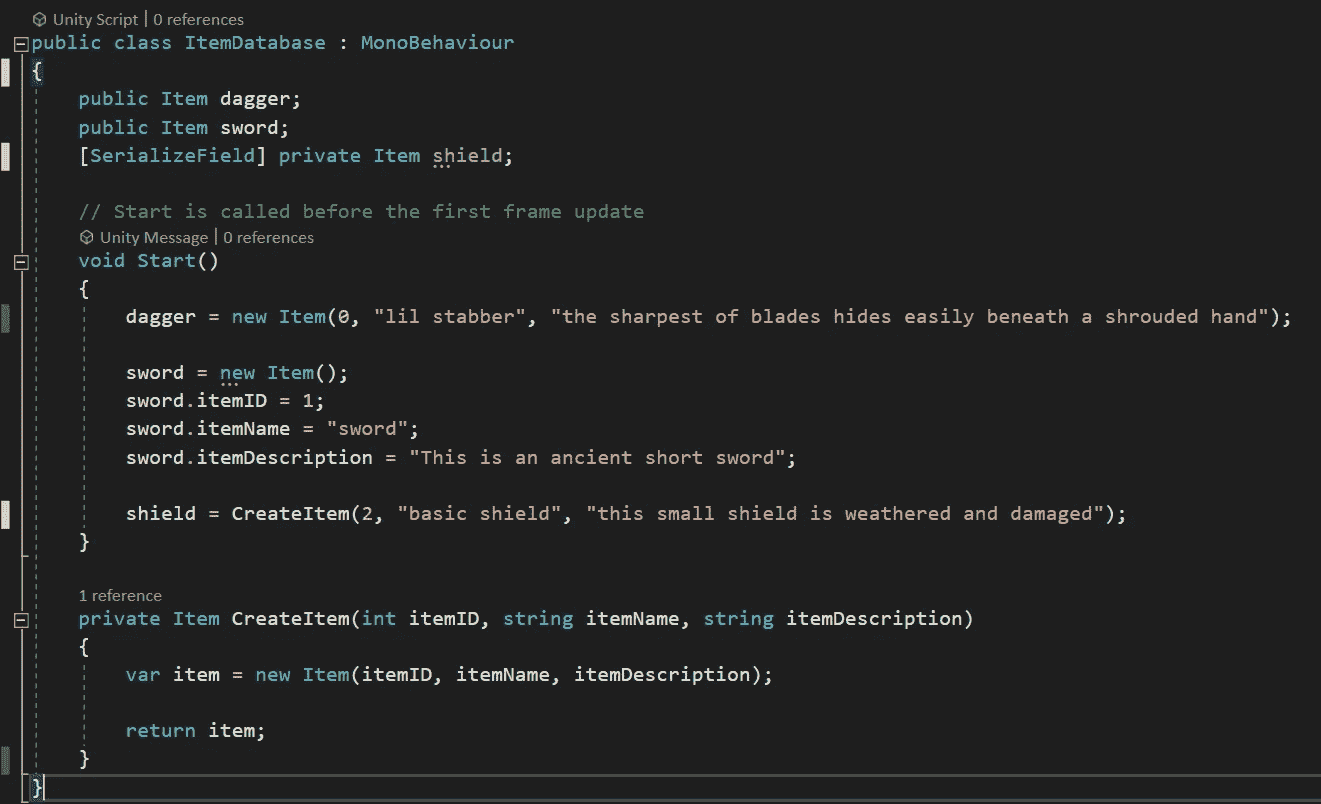 Unity Script | 0 references
public class ItemDatabase : MonoBehaviour
{
    public Item dagger;
    public Item sword;
    [SerializeField] private Item shield;

    // Start is called before the first frame update
    Unity Message | 0 references
    void Start()
    {
        dagger = new Item(0, "lil stabber", "the sharpest of blades hides easily beneath a shrouded hand");

        sword = new Item();
        sword.itemID = 1;
        sword.itemName = "sword";
        sword.itemDescription = "This is an ancient short sword";

        shield = CreateItem(2, "basic shield", "this small shield is weathered and damaged");
    }

    1 reference
    private Item CreateItem(int itemID, string itemName, string itemDescription)
    {
        var item = new Item(itemID, itemName, itemDescription);

        return item;
    }
}